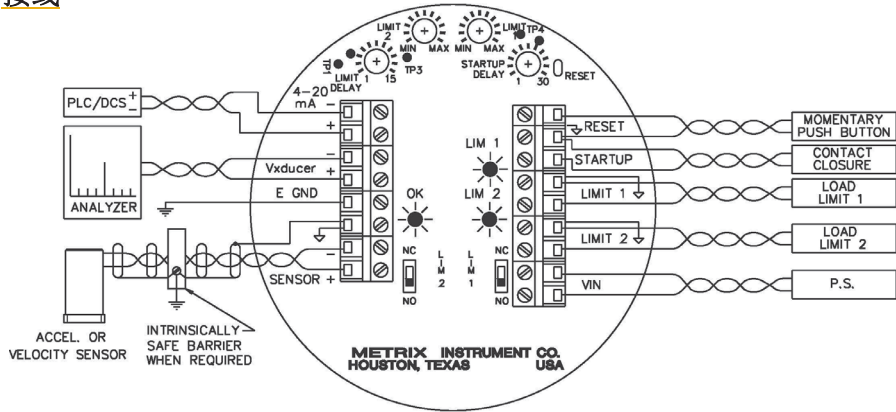 接线
LIMIT 2
MIN MAX
MIN MAX
LIMIT 1
TP4
TP1
LIMIT DELAY
1 15
TP3
STARTUP DELAY
1 30
RESET
PLC/DCS + −
4-20 mA − +
ANALYZER
Vxducer − +
E GND
SENSOR − +
OK
LIM 1
LIM 2
NC
NO
LIM 2
LIM 1
NC
NO
RESET
STARTUP
LIMIT 1
LIMIT 2
VIN
MOMENTARY
PUSH BUTTON
CONTACT
CLOSURE
LOAD
LIMIT 1
LOAD
LIMIT 2
P.S.
ACCEL. OR
VELOCITY SENSOR
INTRINSICALLY
SAFE BARRIER
WHEN REQUIRED
METRIX INSTRUMENT CO.
HOUSTON, TEXAS USA